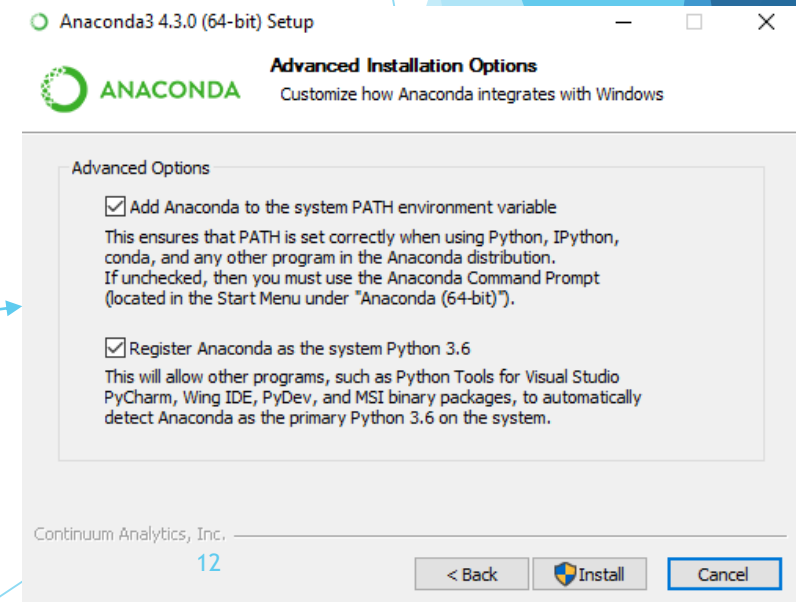 Anaconda3 4.3.0 (64-bit) Setup
ANACONDA
Advanced Installation Options
Customize how Anaconda integrates with Windows
Advanced Options
Add Anaconda to the system PATH environment variable
This ensures that PATH is set correctly when using Python, IPython,
conda, and any other program in the Anaconda distribution.
If unchecked, then you must use the Anaconda Command Prompt
(located in the Start Menu under "Anaconda (64-bit)").
Register Anaconda as the system Python 3.6
This will allow other programs, such as Python Tools for Visual Studio
PyCharm, Wing IDE, PyDev, and MSI binary packages, to automatically
detect Anaconda as the primary Python 3.6 on the system.
Continuum Analytics, Inc.
12
< Back
Install
Cancel